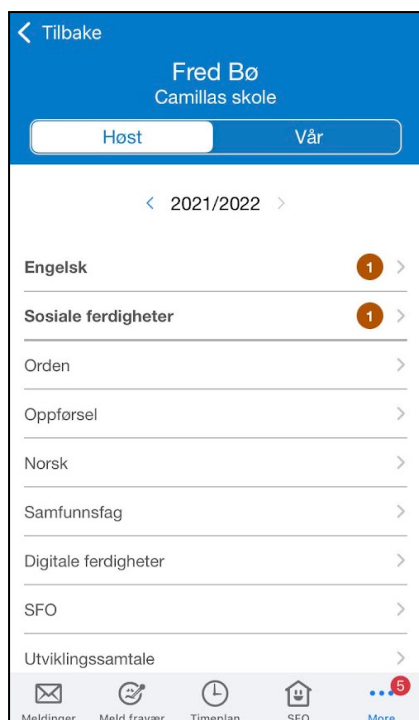 Tilbake
Fred Bø
Camillas skole
Høst Vår
2021/2022
Engelsk 1
Sosiale ferdigheter 1
Orden
Oppførsel
Norsk
Samfunnsfag
Digitale ferdigheter
SFO
Utviklingssamtale
5
Meldinger Meld fravær Timeplan SFO More